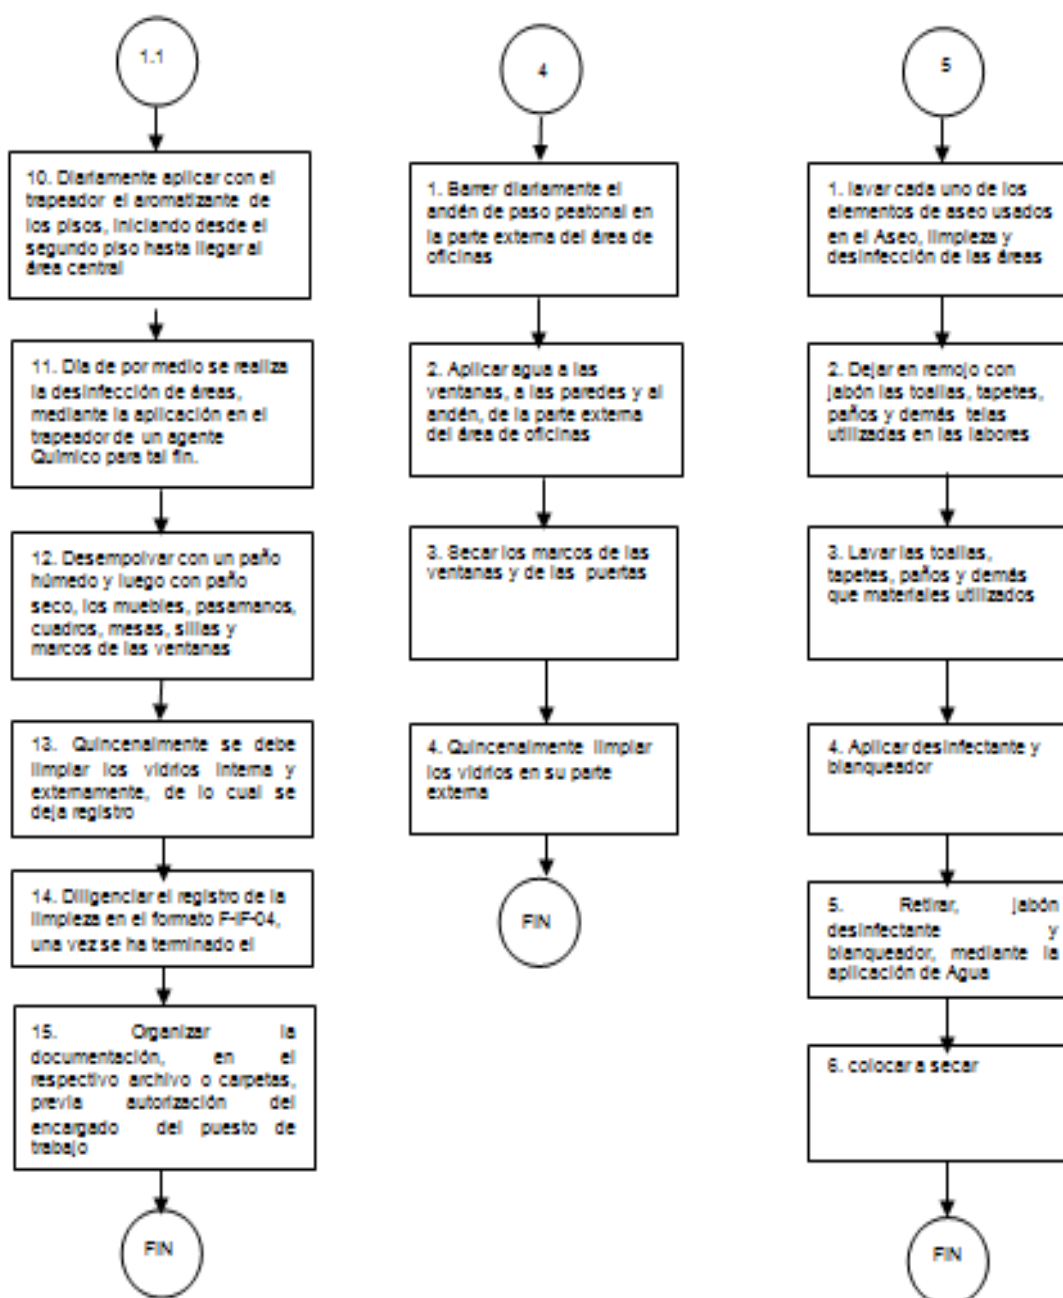 1.1
10. Diariamente aplicar con el
trapeador el aromatizante de
los pisos, iniciando desde el
segundo piso hasta llegar al
área central
11. Día de por medio se realiza
la desinfección de áreas,
mediante la aplicación en el
trapeador de un agente
Químico para tal fin.
12. Desempolvar con un paño
húmedo y luego con paño
seco, los muebles, pasamanos,
cuadros, mesas, sillas y
marcos de las ventanas
13. Quincenalmente se debe
limpiar los vidrios interna y
externamente, de lo cual se
deja registro
14. Diligenciar el registro de la
limpieza en el formato F-IF-04,
una vez se ha terminado el
15. Organizar la
documentación, en el
respectivo archivo o carpetas,
previa autorización del
encargado del puesto de
trabajo
FIN
4
1. Barrer diariamente el
andén de paso peatonal en
la parte externa del área de
oficinas
2. Aplicar agua a las
ventanas, a las paredes y al
andén, de la parte externa
del área de oficinas
3. Secar los marcos de las
ventanas y de las puertas
4. Quincenalmente limpiar
los vidrios en su parte
externa
FIN
5
1. lavar cada uno de los
elementos de aseo usados
en el Aseo, limpieza y
desinfección de las áreas
2. Dejar en remojo con
jabón las toallas, tapetes,
paños y demás telas
utilizadas en las labores
3. Lavar las toallas,
tapetes, paños y demás
que materiales utilizados
4. Aplicar desinfectante y
blanqueador
5. Retirar, jabón
desinfectante y
blanqueador, mediante la
aplicación de Agua
6. colocar a secar
FIN